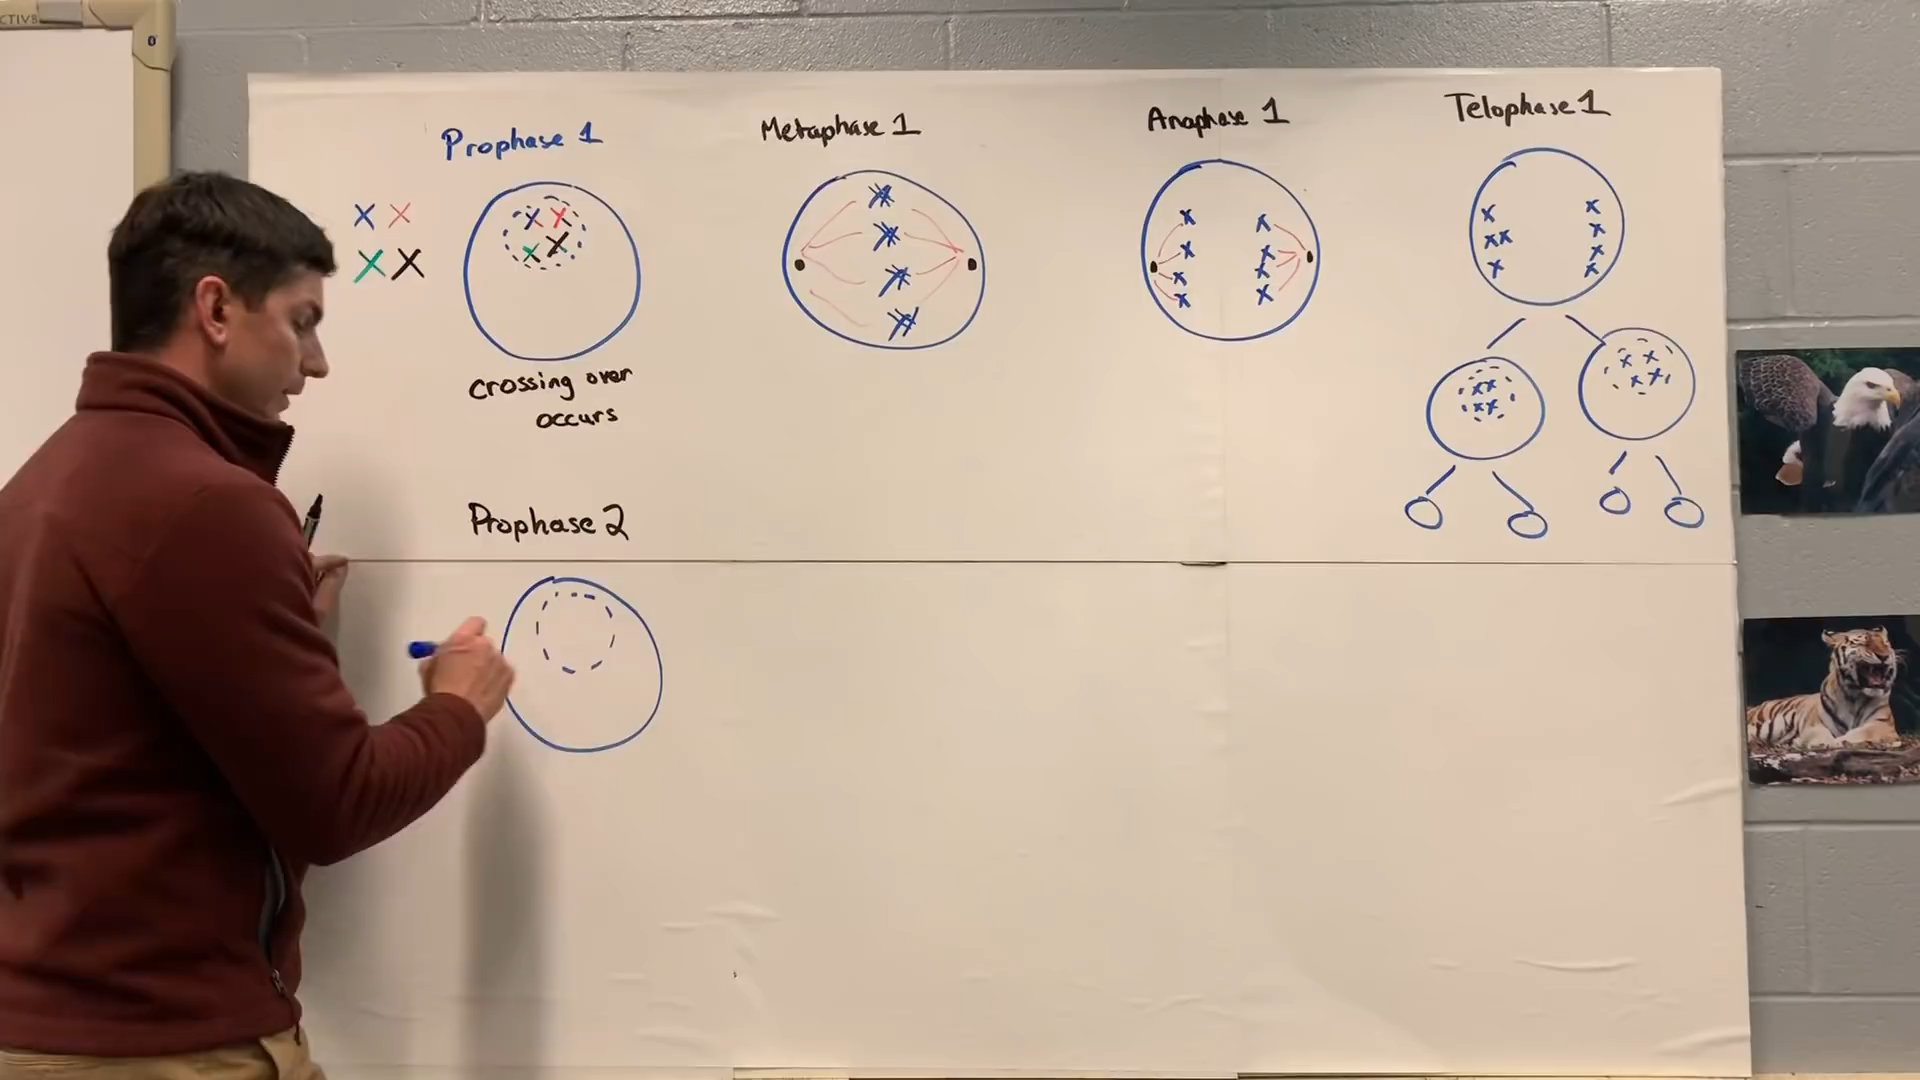 Prophase 1
Metaphase 1
Anaphase 1
Telophase 1
Crossing over
occurs
Prophase 2